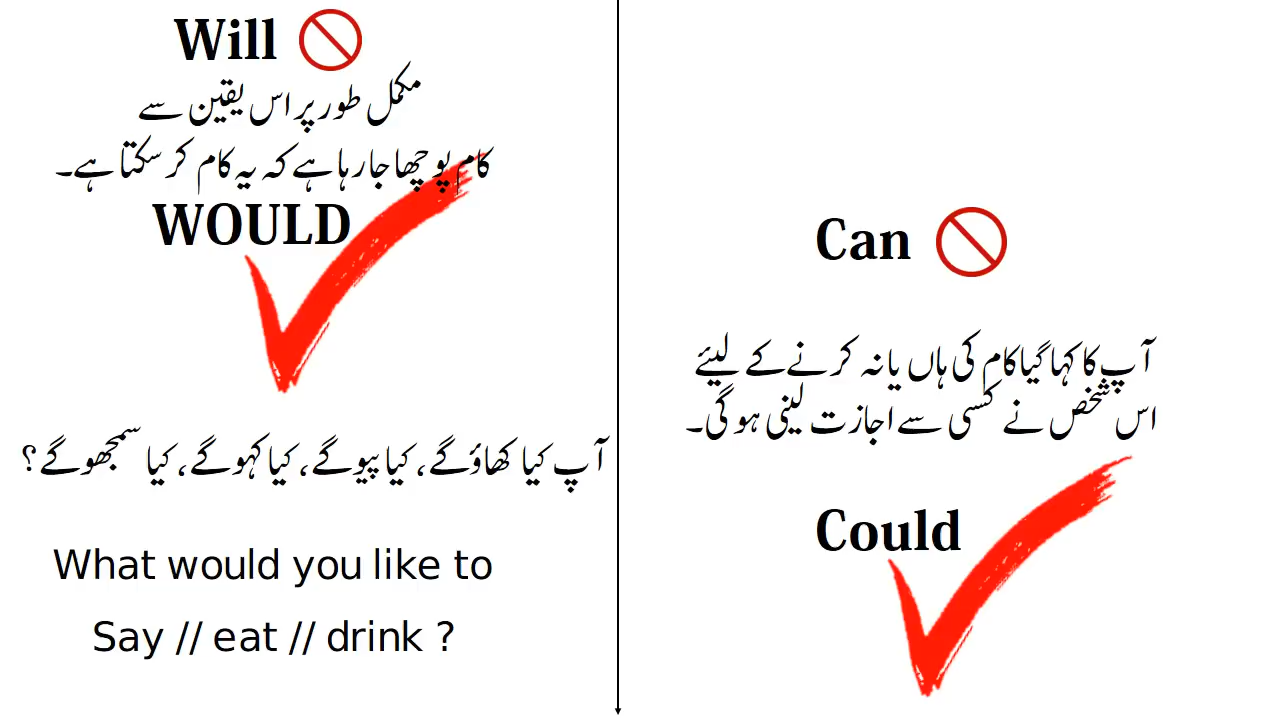 Will
مکمل طور پر اس یقین سے
کام پوچھا جا رہا ہے کہ یہ کام کر سکتا ہے۔
WOULD
آپ کیا کھاؤ گے، کیا پیو گے، کیا کہو گے، کیا سمجھو گے؟
What would you like to
Say // eat // drink ?
Can
آپ کا کہا گیا کام کی ہاں یا نہ کرنے کے لیئے
اس شخص نے کسی سے اجازت لینی ہو گی۔
Could